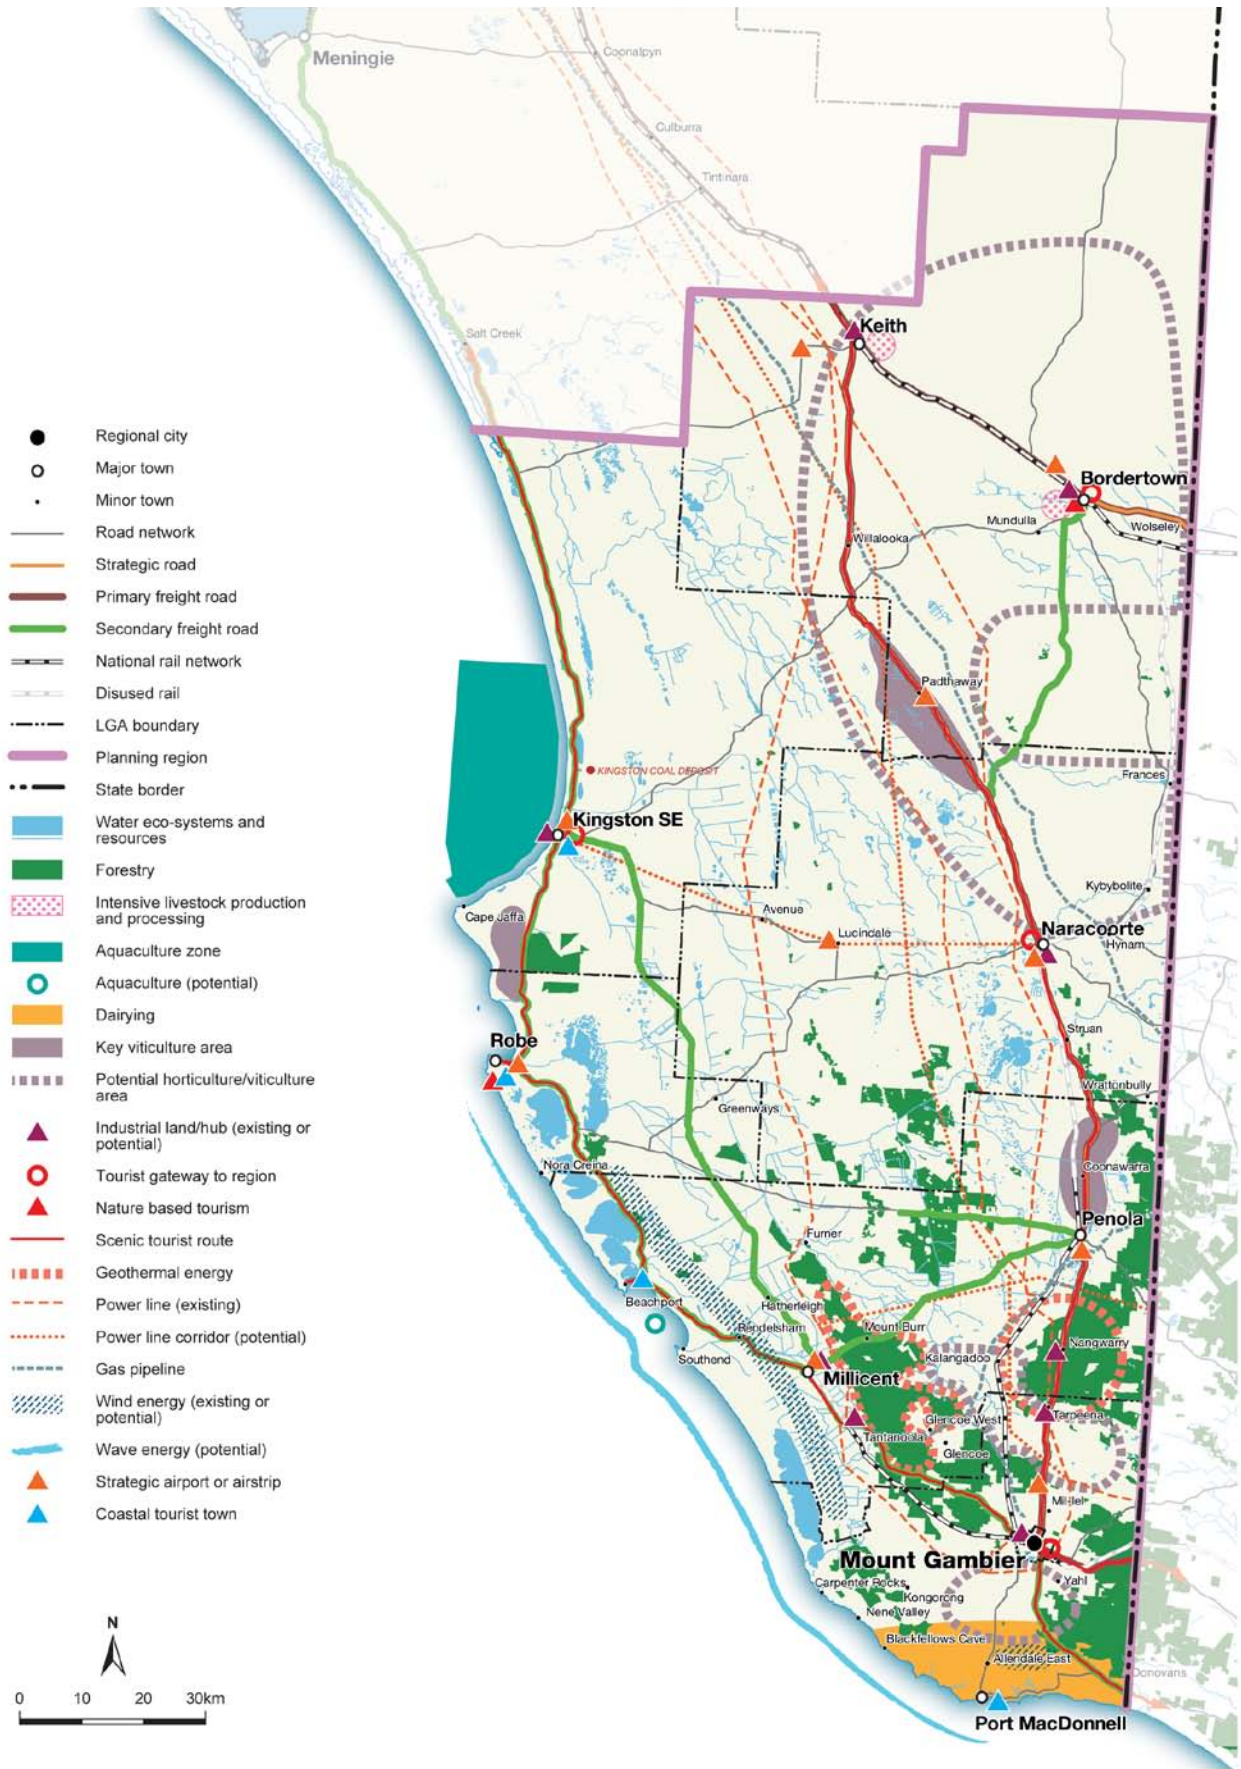 Meningie
Coonalpyn
Culburra
Tintinara
Salt Creek
Keith
Bordertown
Mundulla
Wolseley
Willalooka
Padthaway
Frances
KINGSTON COAL DEPOSIT
Kingston SE
Kybybolite
Cape Jaffa
Avenue
Lucindale
Naracoorte
Hynam
Struan
Robe
Wrattonbully
Greenways
Nora Creina
Coonawarra
Penola
Furner
Beachport
Hatherleigh
Rendelsham
Mount Burr
Nangwarry
Southend
Kalangadoo
Millicent
Glencoe West
Tarpeena
Tantanoola
Glencoe
Mil-lel
Mount Gambier
Carpenter Rocks
Yahl
Kongorong
Nene Valley
Blackfellows Cave
Allendale East
Donovans
Port MacDonnell
Regional city
Major town
Minor town
Road network
Strategic road
Primary freight road
Secondary freight road
National rail network
Disused rail
LGA boundary
Planning region
State border
Water eco-systems and
resources
Forestry
Intensive livestock production
and processing
Aquaculture zone
Aquaculture (potential)
Dairying
Key viticulture area
Potential horticulture/viticulture
area
Industrial land/hub (existing or
potential)
Tourist gateway to region
Nature based tourism
Scenic tourist route
Geothermal energy
Power line (existing)
Power line corridor (potential)
Gas pipeline
Wind energy (existing or
potential)
Wave energy (potential)
Strategic airport or airstrip
Coastal tourist town
N
0 10 20 30km